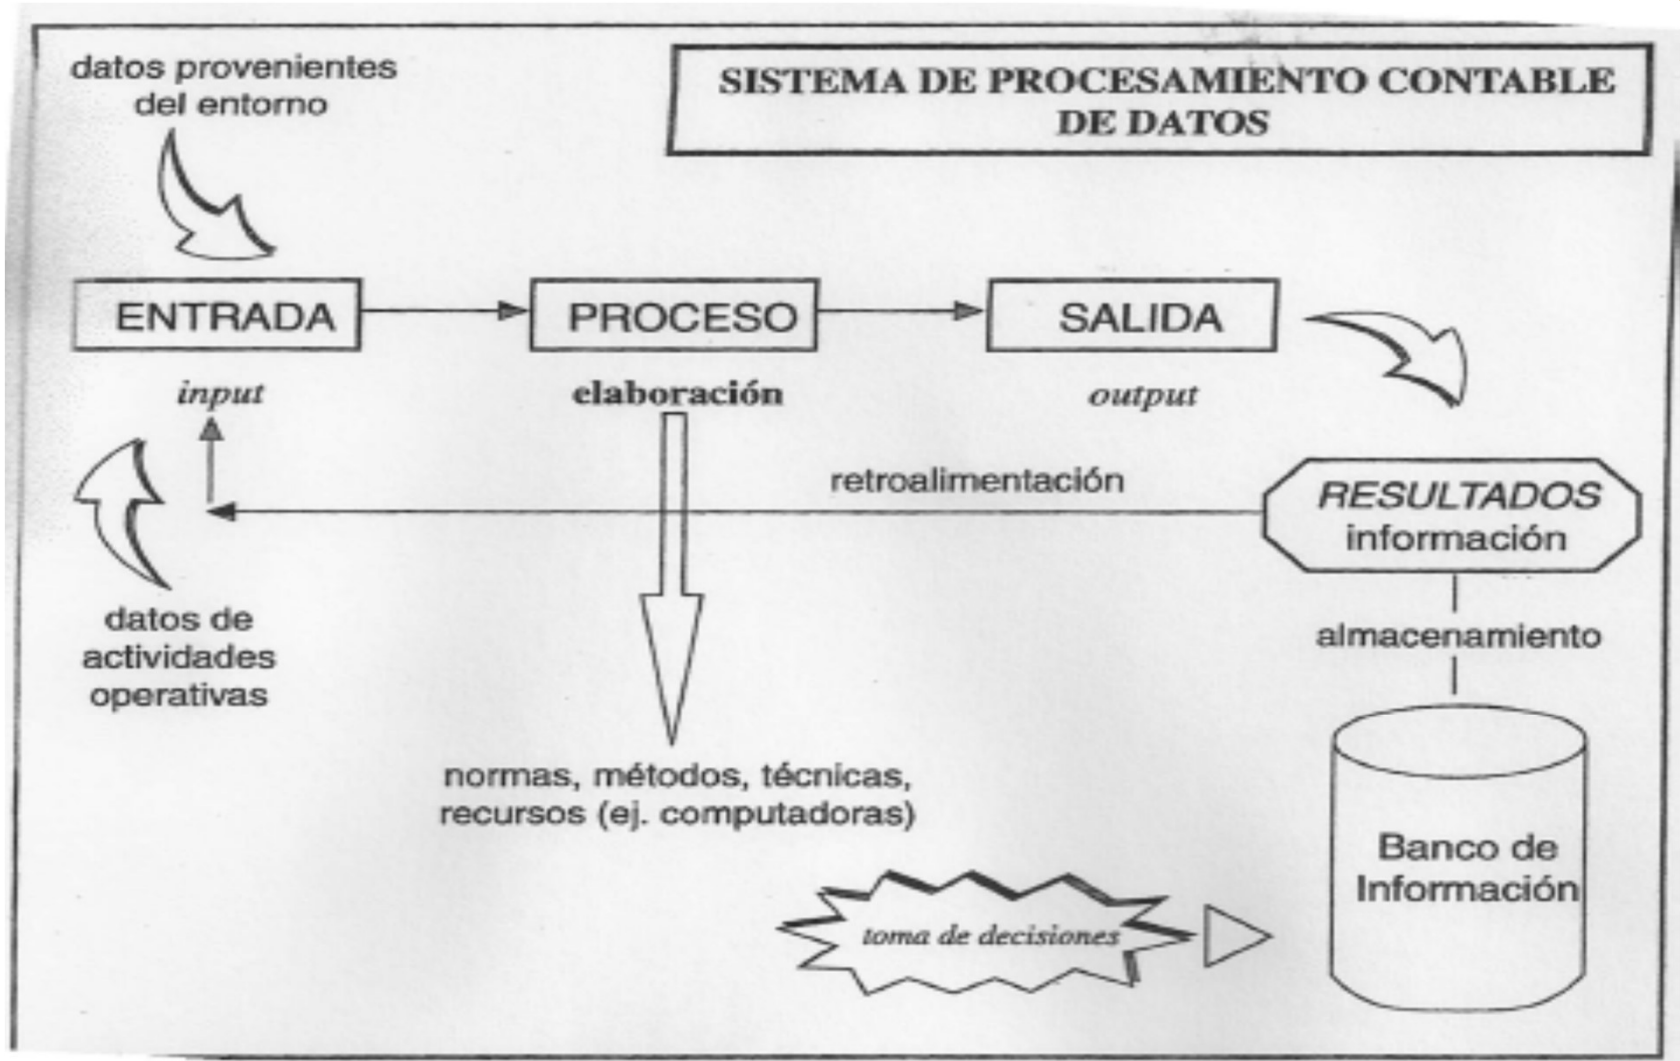 datos provenientes
del entorno
SISTEMA DE PROCESAMIENTO CONTABLE
DE DATOS
ENTRADA
PROCESO
SALIDA
input
elaboración
output
retroalimentación
RESULTADOS
información
datos de
actividades
operativas
almacenamiento
normas, métodos, técnicas,
recursos (ej. computadoras)
Banco de
Información
toma de decisiones